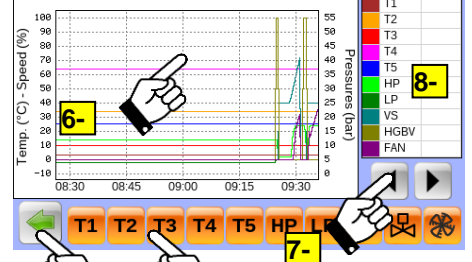 100
90
80
70
60
50
40
30
20
10
0
-10
Temp. (°C) - Speed (%)
55
50
45
40
35
30
25
20
15
10
5
0
Pressures (bar)
08:30 08:45 09:00 09:15 09:30
6-
T1
T2
T3
T4
T5
HP
LP
VS
HGBV
FAN
8-
T1 T2 T3 T4 T5 HP
7-